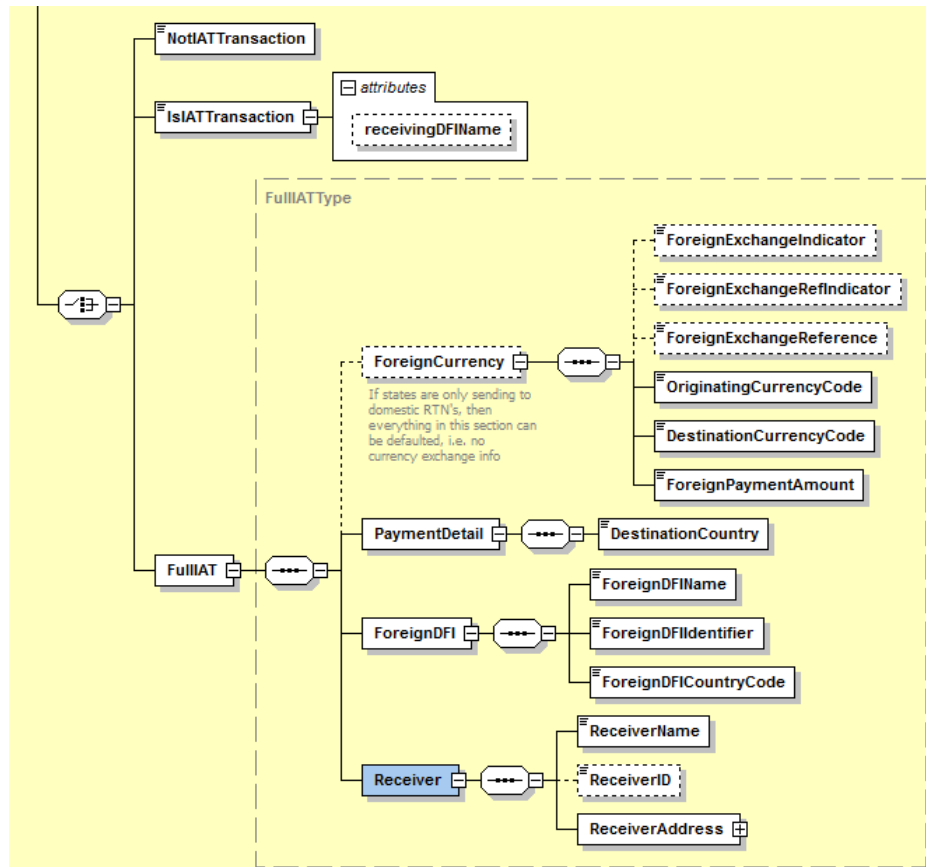 NotIATTransaction
attributes
IsIATTransaction
receivingDFIName
FullIATType
ForeignExchangeIndicator
ForeignExchangeRefIndicator
ForeignExchangeReference
ForeignCurrency
OriginatingCurrencyCode
If states are only sending to
domestic RTN's, then
everything in this section can
be defaulted, i.e. no
currency exchange info
DestinationCurrencyCode
ForeignPaymentAmount
PaymentDetail
DestinationCountry
FullIAT
ForeignDFIName
ForeignDFI
ForeignDFIIdentifier
ForeignDFICountryCode
ReceiverName
Receiver
ReceiverID
ReceiverAddress